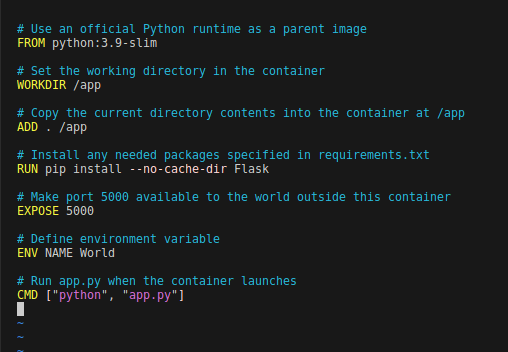 # Use an official Python runtime as a parent image
FROM python:3.9-slim
# Set the working directory in the container
WORKDIR /app
# Copy the current directory contents into the container at /app
ADD . /app
# Install any needed packages specified in requirements.txt
RUN pip install --no-cache-dir Flask
# Make port 5000 available to the world outside this container
EXPOSE 5000
# Define environment variable
ENV NAME World
# Run app.py when the container launches
CMD ["python", "app.py"]
~
~
~